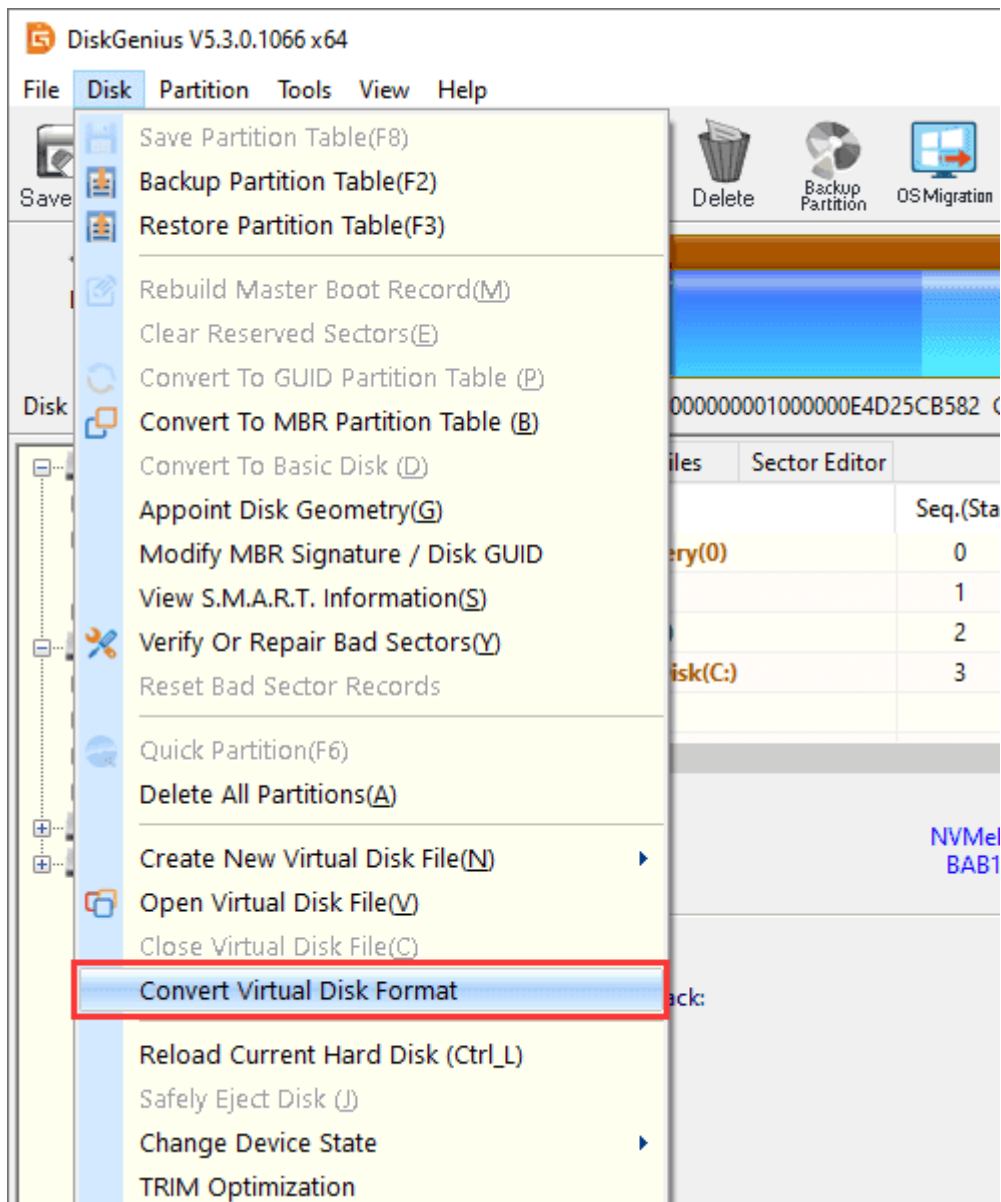 DiskGenius V5.3.0.1066 x64
File Disk Partition Tools View Help
Save
Delete
Backup
Partition
OS Migration
Save Partition Table(F8)
Backup Partition Table(F2)
Restore Partition Table(F3)
Rebuild Master Boot Record(M)
Clear Reserved Sectors(E)
Convert To GUID Partition Table (P)
Convert To MBR Partition Table (B)
Convert To Basic Disk (D)
Appoint Disk Geometry(G)
Modify MBR Signature / Disk GUID
View S.M.A.R.T. Information(S)
Verify Or Repair Bad Sectors(Y)
Reset Bad Sector Records
Quick Partition(F6)
Delete All Partitions(A)
Create New Virtual Disk File(N)
Open Virtual Disk File(V)
Close Virtual Disk File(C)
Convert Virtual Disk Format
Reload Current Hard Disk (Ctrl_L)
Safely Eject Disk (J)
Change Device State
TRIM Optimization
Disk
000000001000000E4D25CB582
iles Sector Editor
Seq.(Sta
ery(0) 0
1
2
isk(C:) 3
NVMe
BAB1
ack: